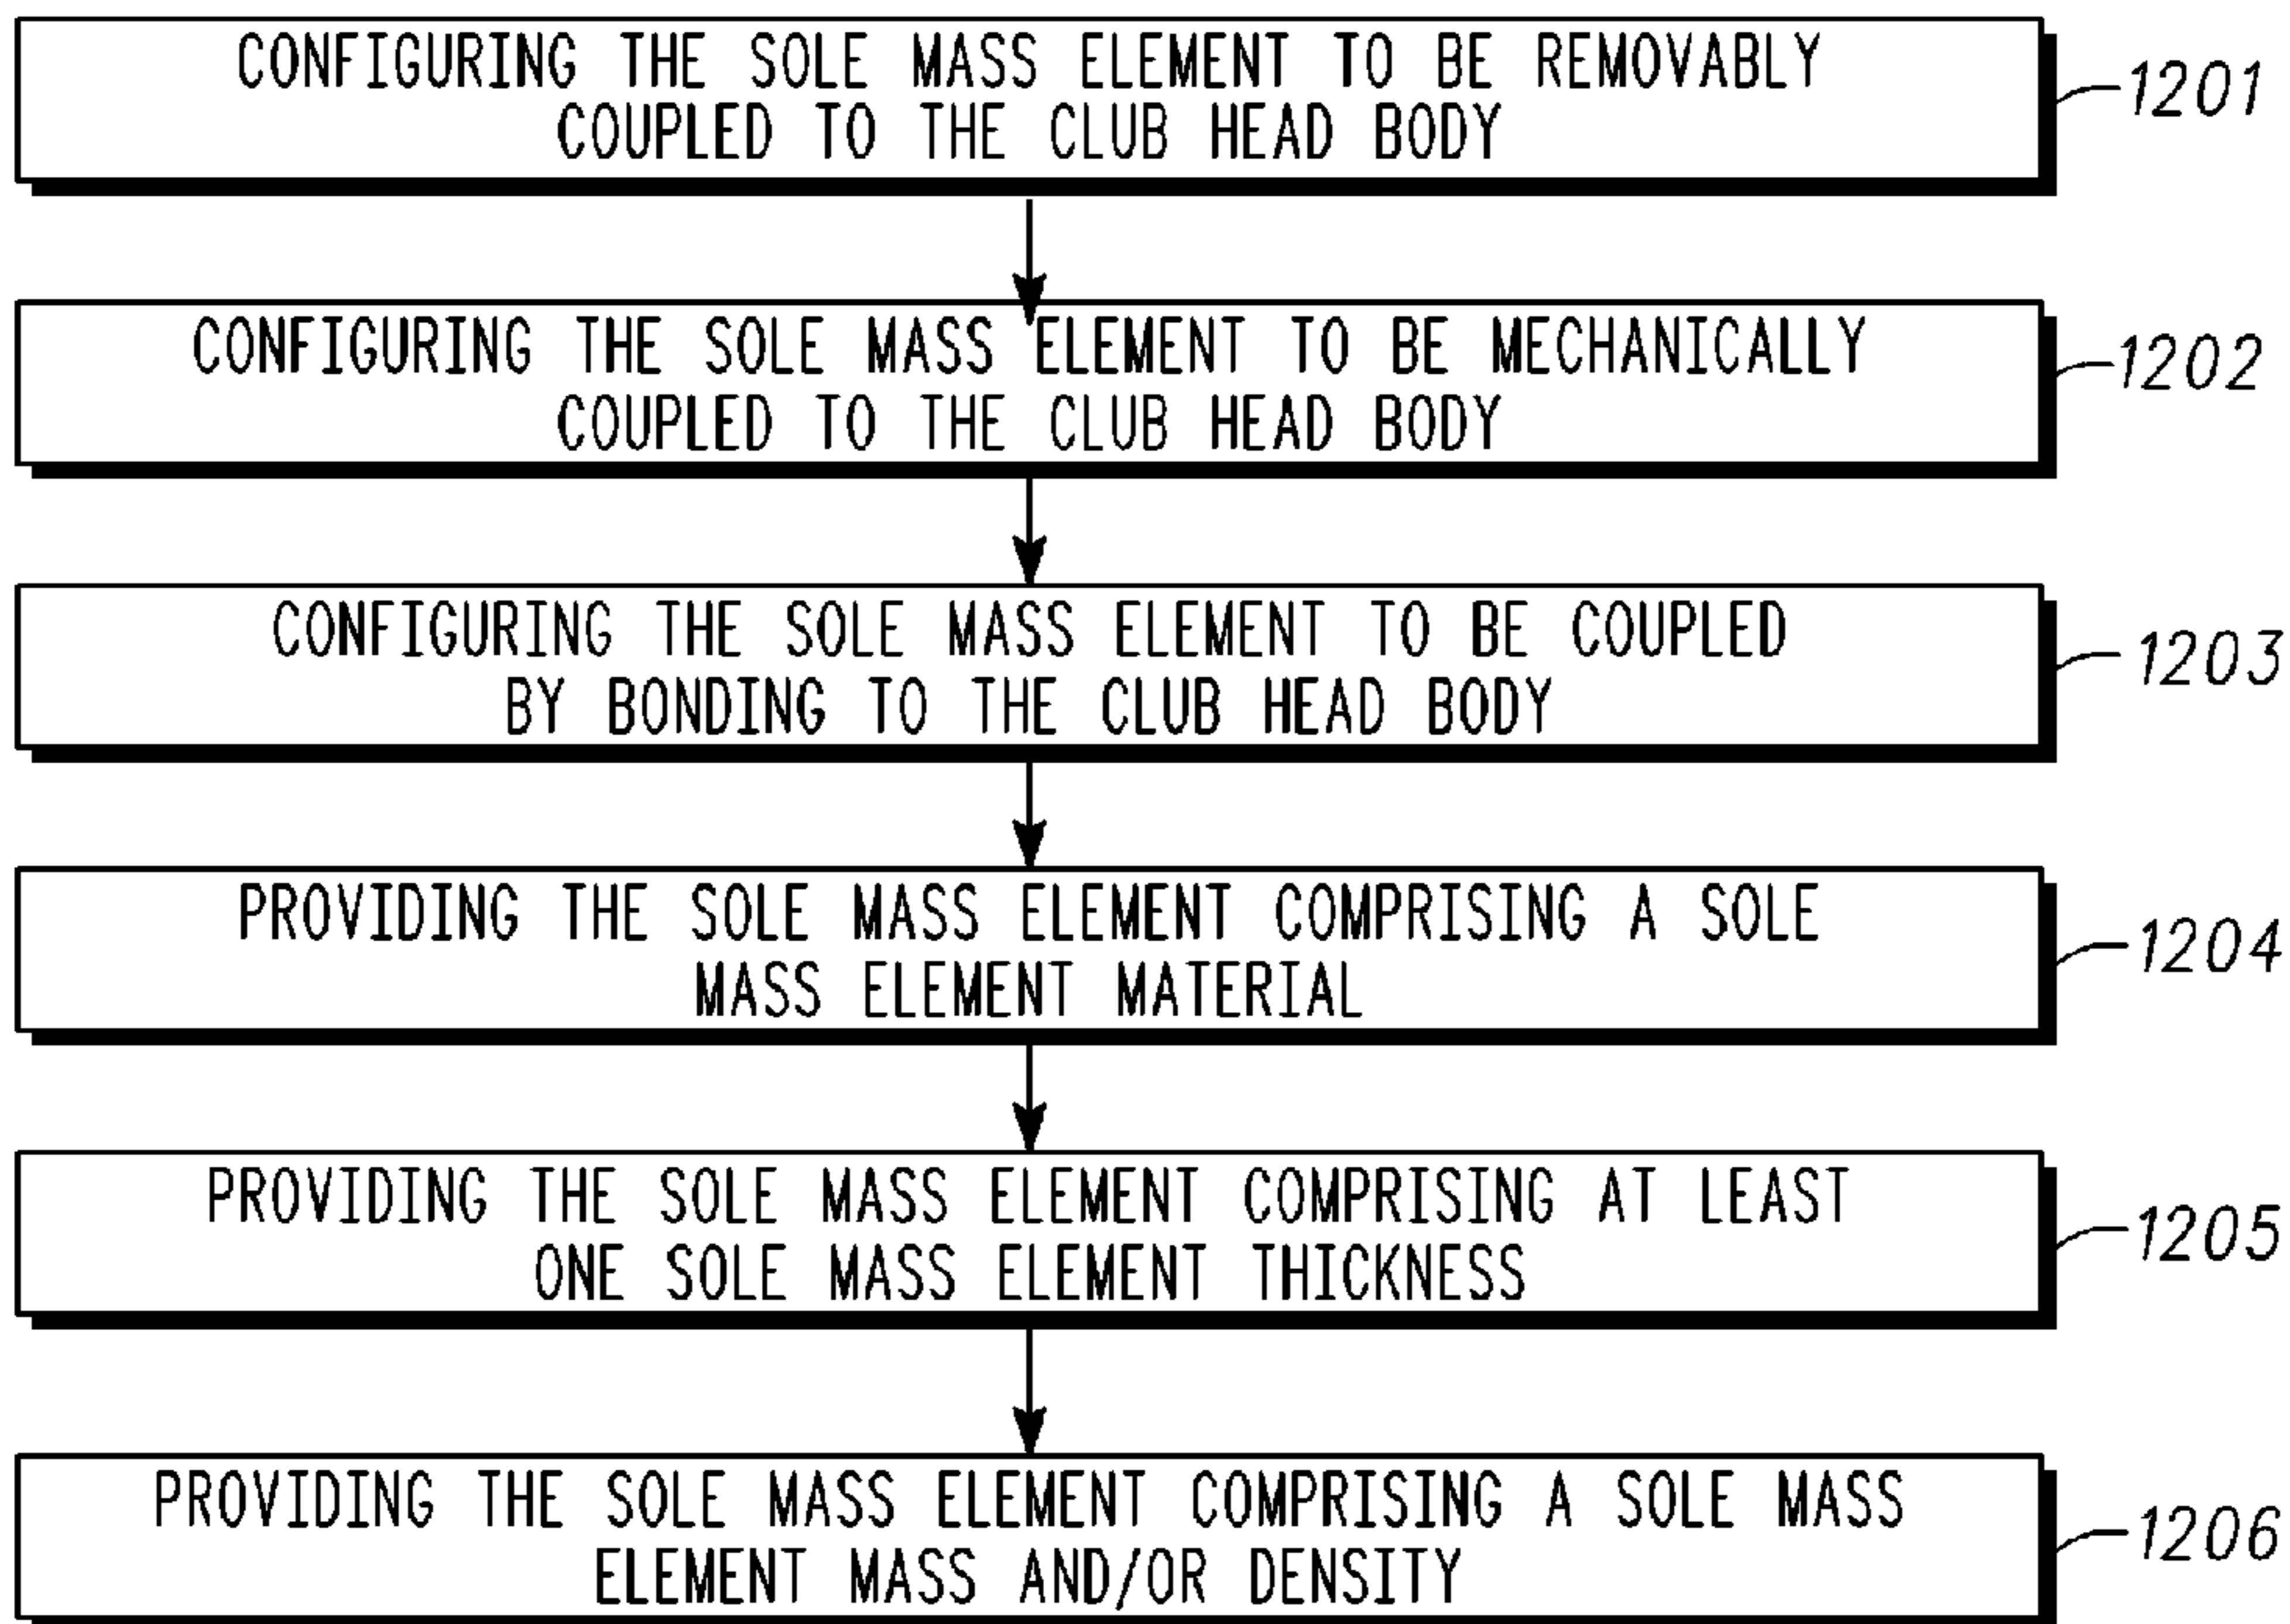 CONFIGURING THE SOLE MASS ELEMENT TO BE REMOVABLY
COUPLED TO THE CLUB HEAD BODY
1201
CONFIGURING THE SOLE MASS ELEMENT TO BE MECHANICALLY
COUPLED TO THE CLUB HEAD BODY
1202
CONFIGURING THE SOLE MASS ELEMENT TO BE COUPLED
BY BONDING TO THE CLUB HEAD BODY
1203
PROVIDING THE SOLE MASS ELEMENT COMPRISING A SOLE
MASS ELEMENT MATERIAL
1204
PROVIDING THE SOLE MASS ELEMENT COMPRISING AT LEAST
ONE SOLE MASS ELEMENT THICKNESS
1205
PROVIDING THE SOLE MASS ELEMENT COMPRISING A SOLE MASS
ELEMENT MASS AND/OR DENSITY
1206